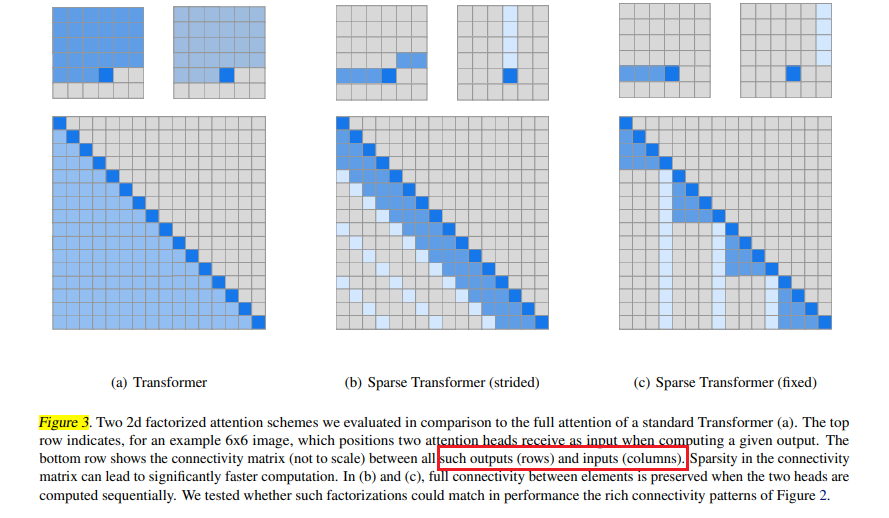 (a) Transformer
(b) Sparse Transformer (strided)
(c) Sparse Transformer (fixed)
Figure 3. Two 2d factorized attention schemes we evaluated in comparison to the full attention of a standard Transformer (a). The top
row indicates, for an example 6x6 image, which positions two attention heads receive as input when computing a given output. The
bottom row shows the connectivity matrix (not to scale) between all such outputs (rows) and inputs (columns). Sparsity in the connectivity
matrix can lead to significantly faster computation. In (b) and (c), full connectivity between elements is preserved when the two heads are
computed sequentially. We tested whether such factorizations could match in performance the rich connectivity patterns of Figure 2.